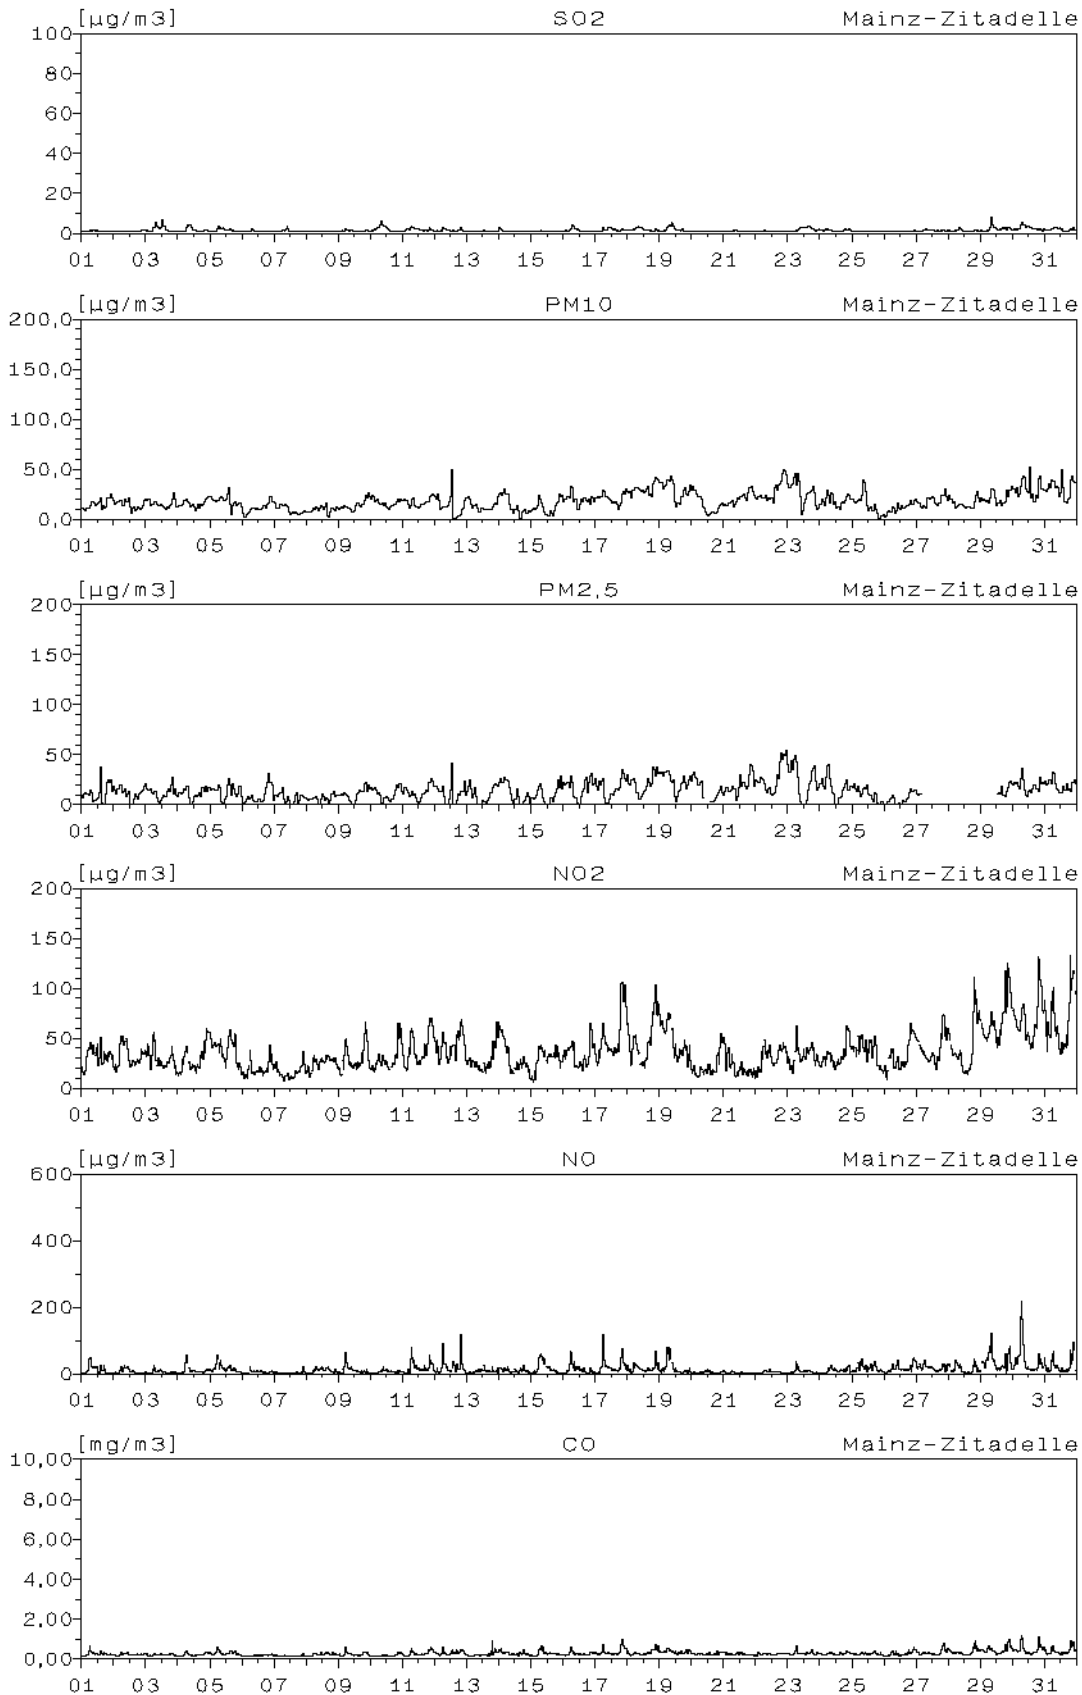 [µg/m3] SO2 Mainz-Zitadelle
100
80
60
40
20
0
01 03 05 07 09 11 13 15 17 19 21 23 25 27 29 31
[µg/m3] PM10 Mainz-Zitadelle
200,0
150,0
100,0
50,0
0,0
01 03 05 07 09 11 13 15 17 19 21 23 25 27 29 31
[µg/m3] PM2,5 Mainz-Zitadelle
200
150
100
50
0
01 03 05 07 09 11 13 15 17 19 21 23 25 27 29 31
[µg/m3] NO2 Mainz-Zitadelle
200
150
100
50
0
01 03 05 07 09 11 13 15 17 19 21 23 25 27 29 31
[µg/m3] NO Mainz-Zitadelle
600
400
200
0
01 03 05 07 09 11 13 15 17 19 21 23 25 27 29 31
[mg/m3] CO Mainz-Zitadelle
10,00
8,00
6,00
4,00
2,00
0,00
01 03 05 07 09 11 13 15 17 19 21 23 25 27 29 31